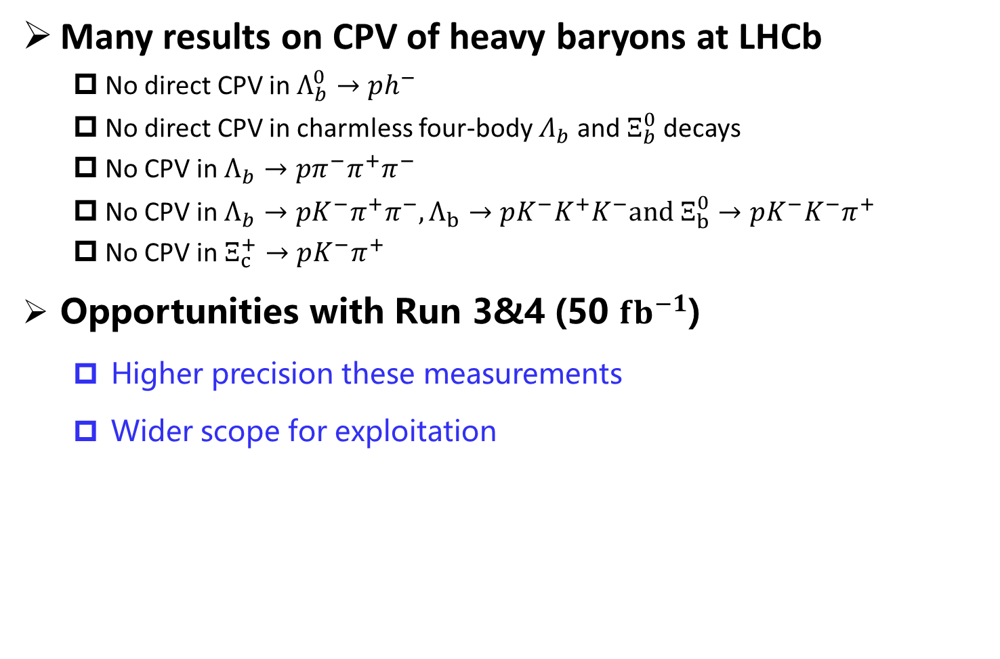 ➢ Many results on CPV of heavy baryons at LHCb
❑ No direct CPV in $\Lambda_b^0 \to ph^-$
❑ No direct CPV in charmless four-body $\Lambda_b$ and $\Xi_b^0$ decays
❑ No CPV in $\Lambda_b \to p\pi^-\pi^+\pi^-$
❑ No CPV in $\Lambda_b \to pK^-\pi^+\pi^-, \Lambda_\mathrm{b} \to pK^-K^+K^-$and $\Xi_\mathrm{b}^0 \to pK^-K^-\pi^+$
❑ No CPV in $\Xi_\mathrm{c}^+ \to pK^-\pi^+$
➢ Opportunities with Run 3&4 (50 $\mathbf{fb^{-1}}$)
❑ Higher precision these measurements
❑ Wider scope for exploitation